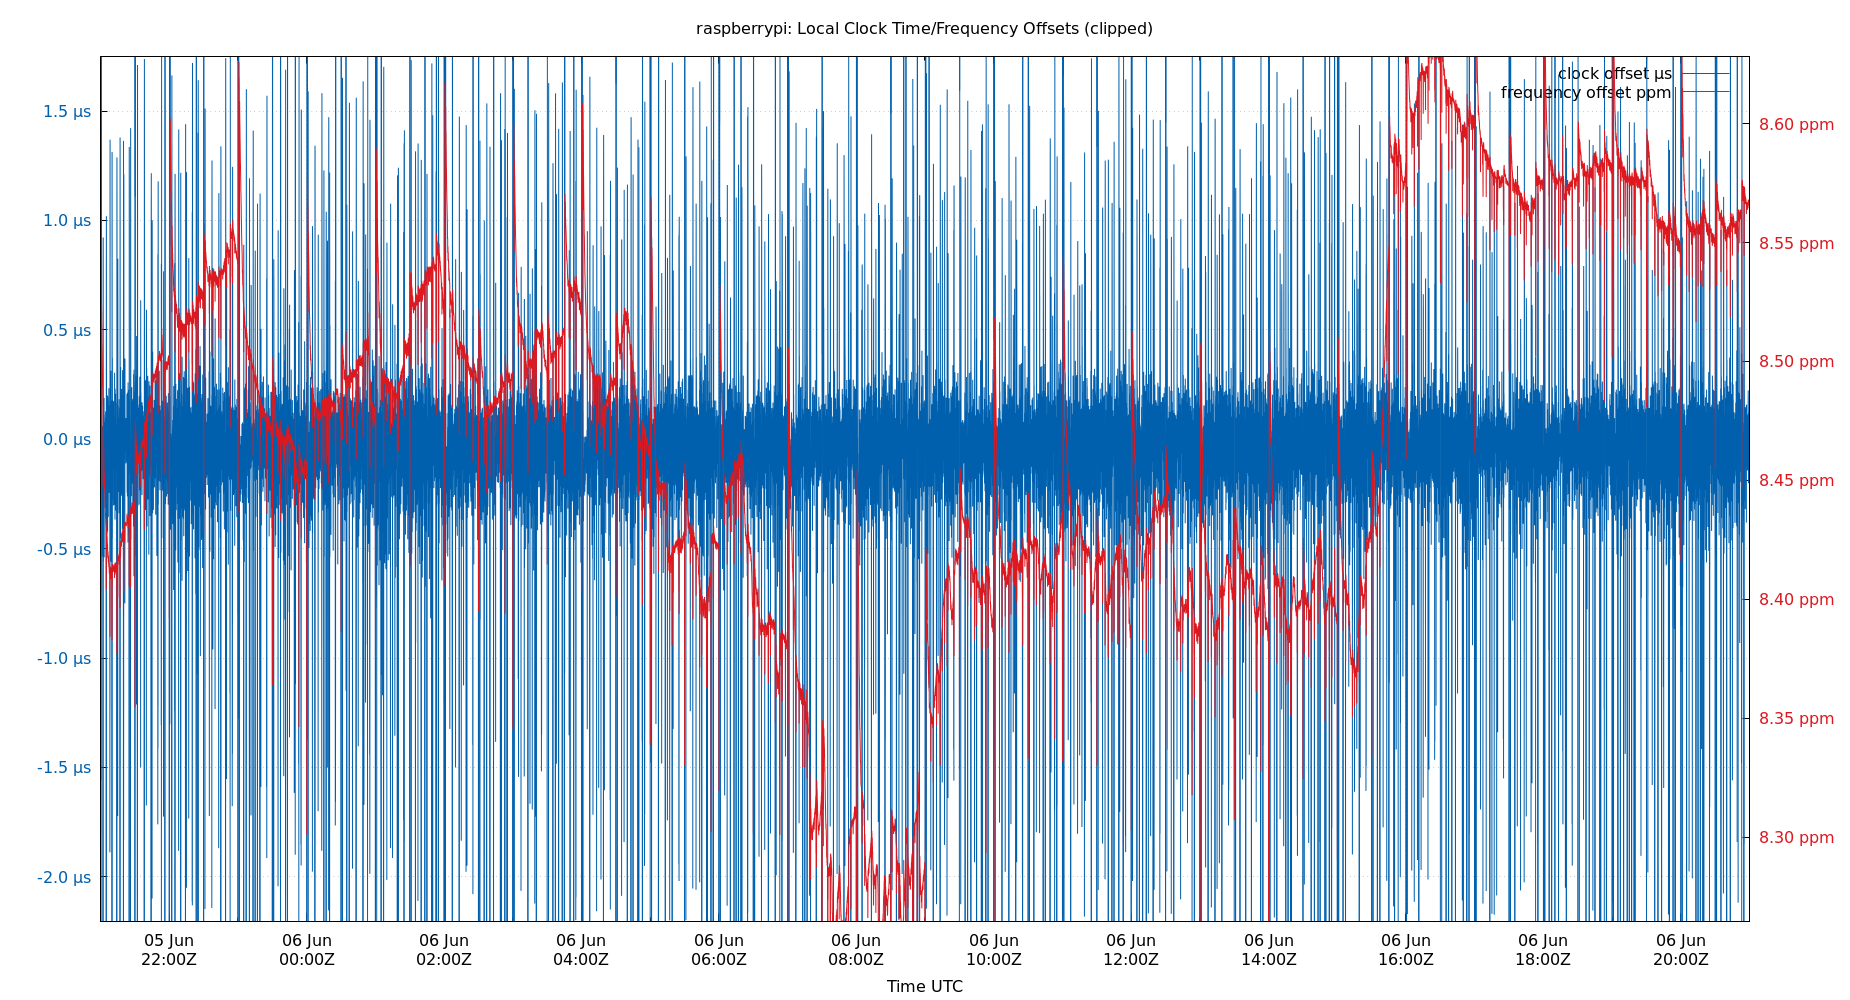 raspberrypi: Local Clock Time/Frequency Offsets (clipped)
clock offset µs
frequency offset ppm
1.5 µs
1.0 µs
0.5 µs
0.0 µs
-0.5 µs
-1.0 µs
-1.5 µs
-2.0 µs
8.60 ppm
8.55 ppm
8.50 ppm
8.45 ppm
8.40 ppm
8.35 ppm
8.30 ppm
05 Jun 06 Jun 06 Jun 06 Jun 06 Jun 06 Jun 06 Jun 06 Jun 06 Jun 06 Jun 06 Jun 06 Jun
22:00Z 00:00Z 02:00Z 04:00Z 06:00Z 08:00Z 10:00Z 12:00Z 14:00Z 16:00Z 18:00Z 20:00Z
Time UTC